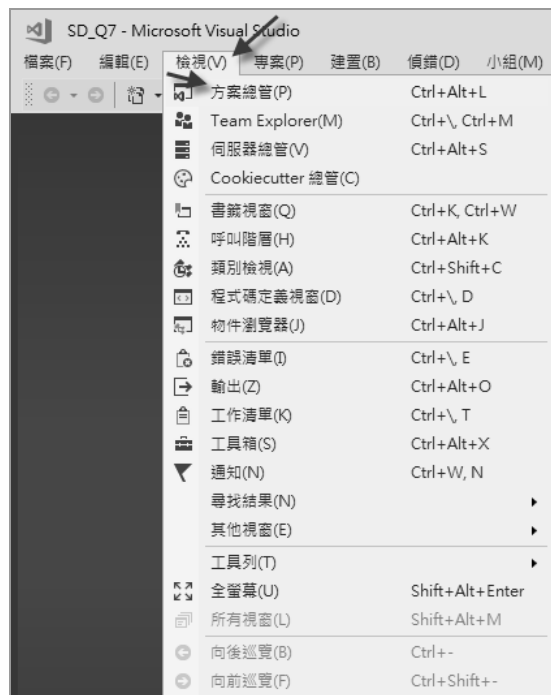 SD_Q7 - Microsoft Visual Studio
檔案(F) 編輯(E) 檢視(V) 專案(P) 建置(B) 偵錯(D) 小組(M)
方案總管(P) Ctrl+Alt+L
Team Explorer(M) Ctrl+\, Ctrl+M
伺服器總管(V) Ctrl+Alt+S
Cookiecutter 總管(C)
書籤視窗(Q) Ctrl+K, Ctrl+W
呼叫階層(H) Ctrl+Alt+K
類別檢視(A) Ctrl+Shift+C
程式碼定義視窗(D) Ctrl+\, D
物件瀏覽器(J) Ctrl+Alt+J
錯誤清單(I) Ctrl+\, E
輸出(Z) Ctrl+Alt+O
工作清單(K) Ctrl+\, T
工具箱(S) Ctrl+Alt+X
通知(N) Ctrl+W, N
尋找結果(N)
其他視窗(E)
工具列(T)
全螢幕(U) Shift+Alt+Enter
所有視窗(L) Shift+Alt+M
向後巡覽(B) Ctrl+-
向前巡覽(F) Ctrl+Shift+-